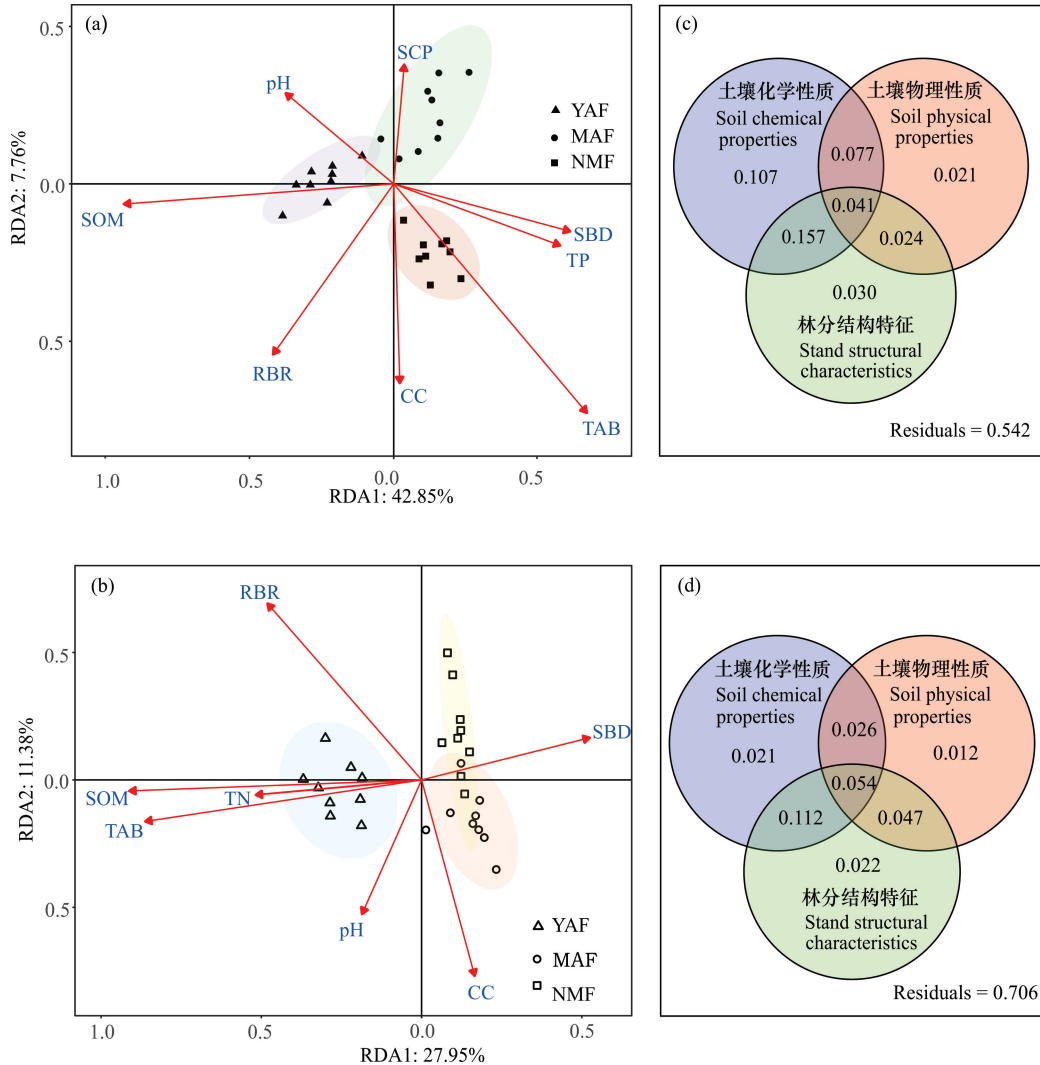 (a)
0.5
0.0
0.5
RDA2: 7.76%
SCP
pH
SOM
SBD
TP
RBR
CC
TAB
YAF
MAF
NMF
1.0
0.5
0.0
0.5
RDA1: 42.85%
(c)
土壤化学性质
Soil chemical
properties
0.107
土壤物理性质
Soil physical
properties
0.021
0.077
0.041
0.157
0.024
0.030
林分结构特征
Stand structural
characteristics
Residuals = 0.542
(b)
0.5
0.0
0.5
RDA2: 11.38%
RBR
SBD
SOM
TN
TAB
pH
CC
YAF
MAF
NMF
1.0
0.5
0.0
0.5
RDA1: 27.95%
(d)
土壤化学性质
Soil chemical
properties
0.021
土壤物理性质
Soil physical
properties
0.012
0.026
0.054
0.112
0.047
0.022
林分结构特征
Stand structural
characteristics
Residuals = 0.706